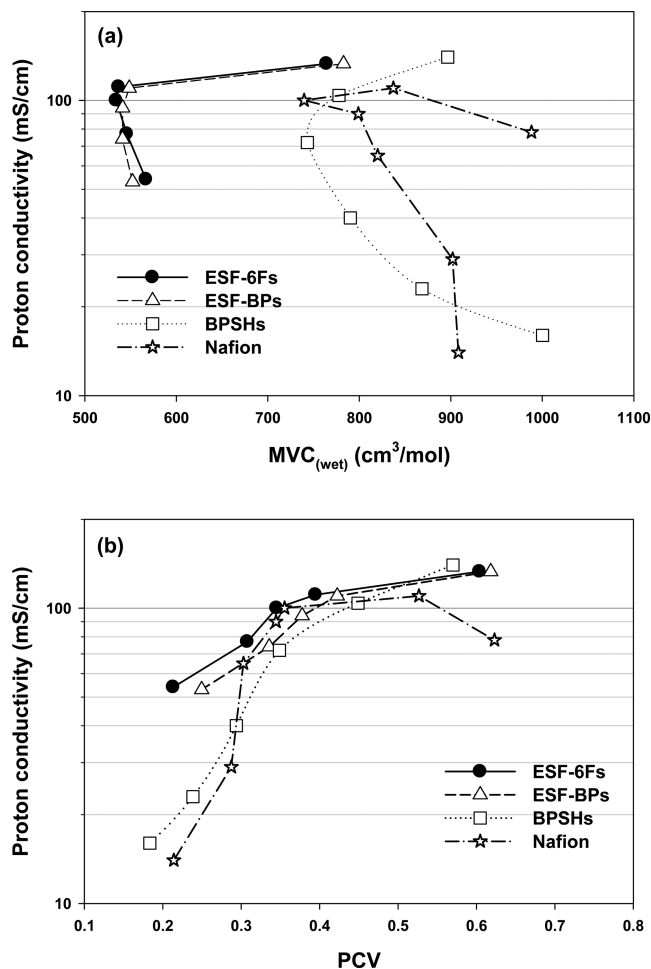 (a)
Proton conductivity (mS/cm)
100
10
ESF-6Fs
ESF-BPs
BPSHs
Nafion
500 600 700 800 900 1000 1100
MVC(wet) (cm3/mol)
(b)
Proton conductivity (mS/cm)
100
10
ESF-6Fs
ESF-BPs
BPSHs
Nafion
0.1 0.2 0.3 0.4 0.5 0.6 0.7 0.8
PCV